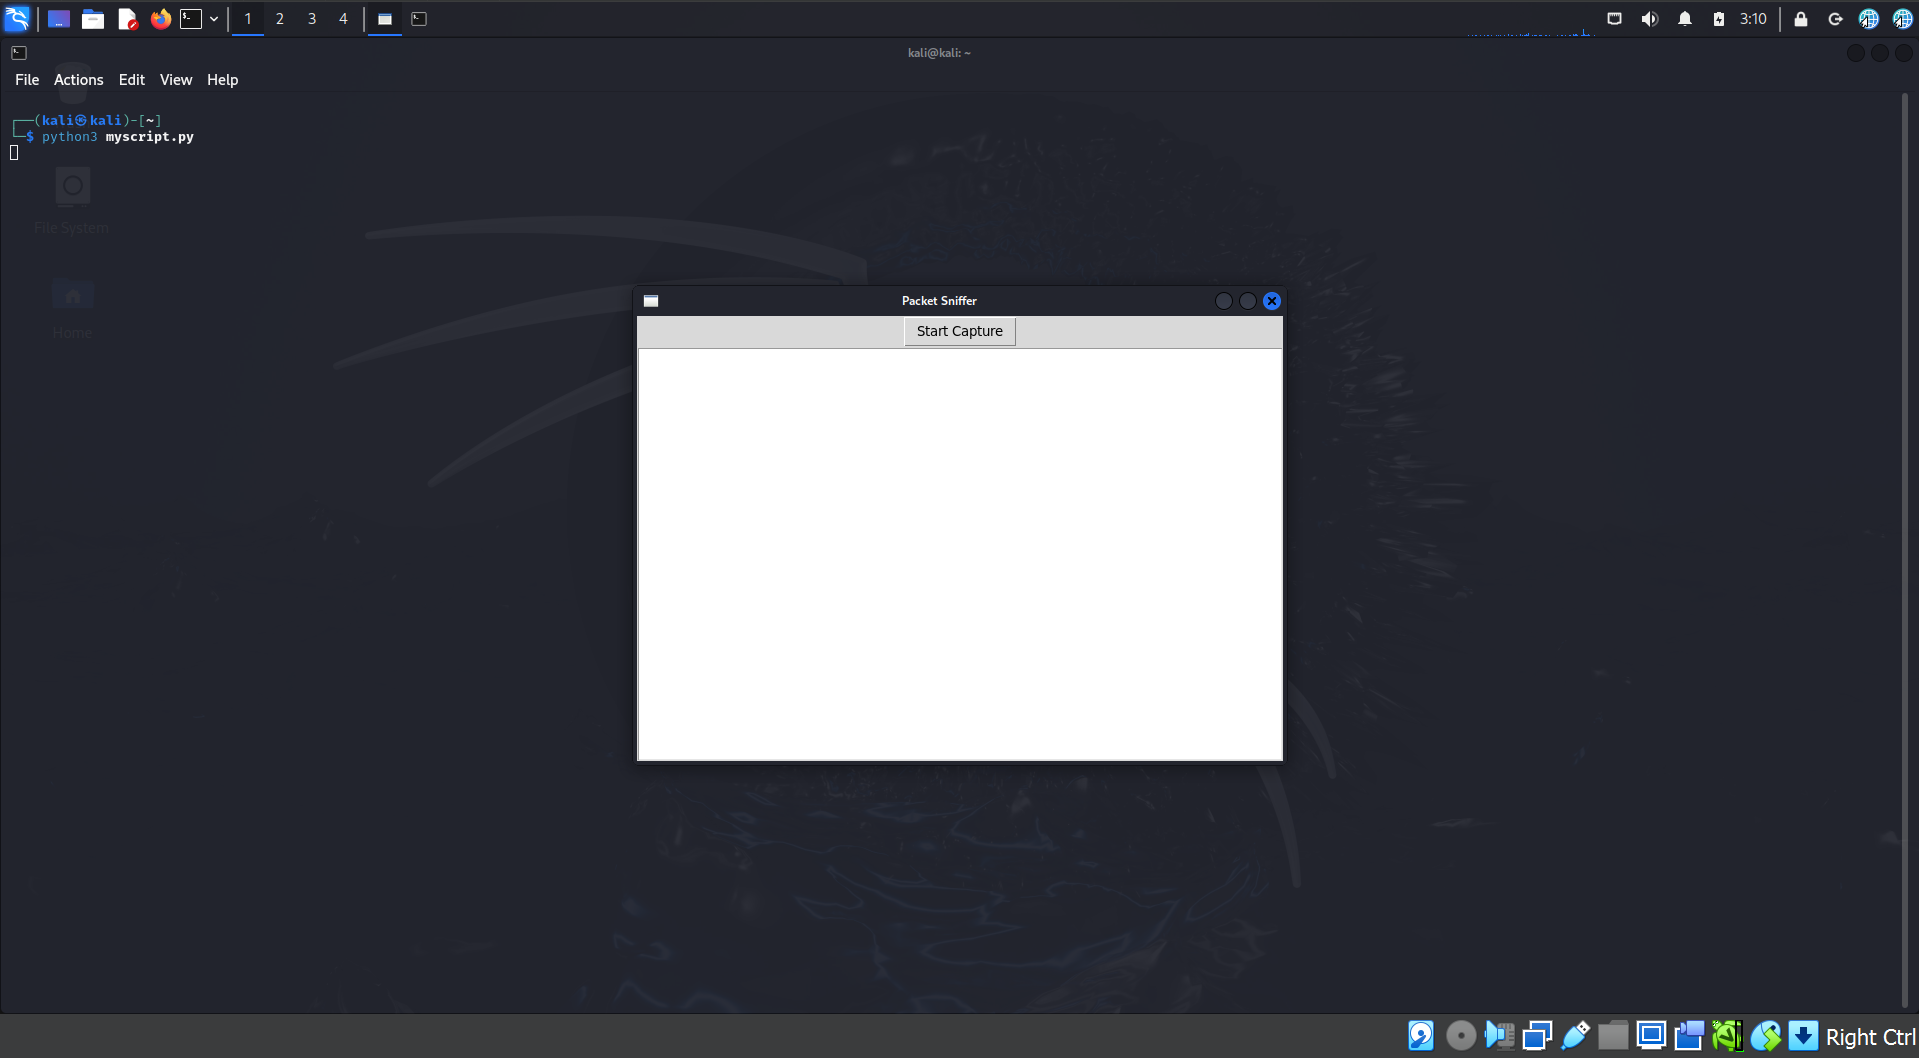 1 2 3 4
3:10
kali@kali: ~
File Actions Edit View Help
┌──(kali㉿kali)-[~]
└─$ python3 myscript.py
File System
Home
Packet Sniffer
Start Capture
Right Ctrl